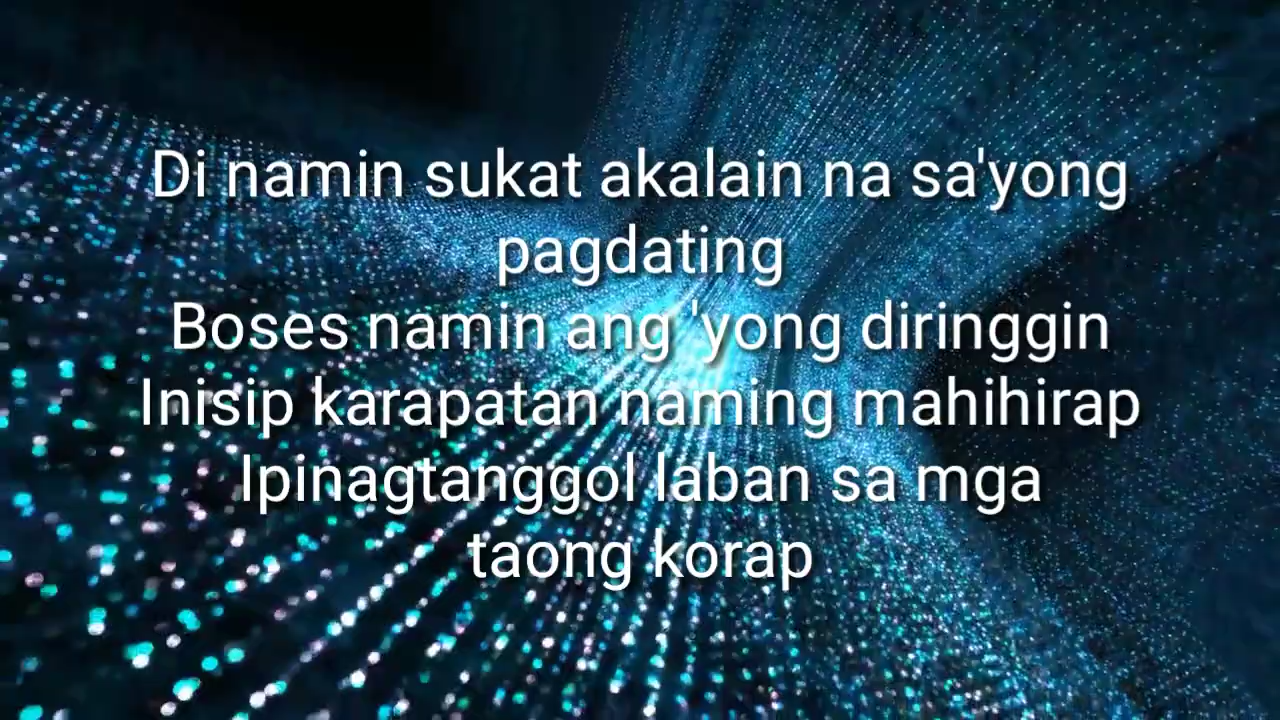 Di namin sukat akalain na sa'yong
pagdating
Boses namin ang 'yong diringgin
Inisip karapatan naming mahihirap
Ipinagtanggol laban sa mga
taong korap